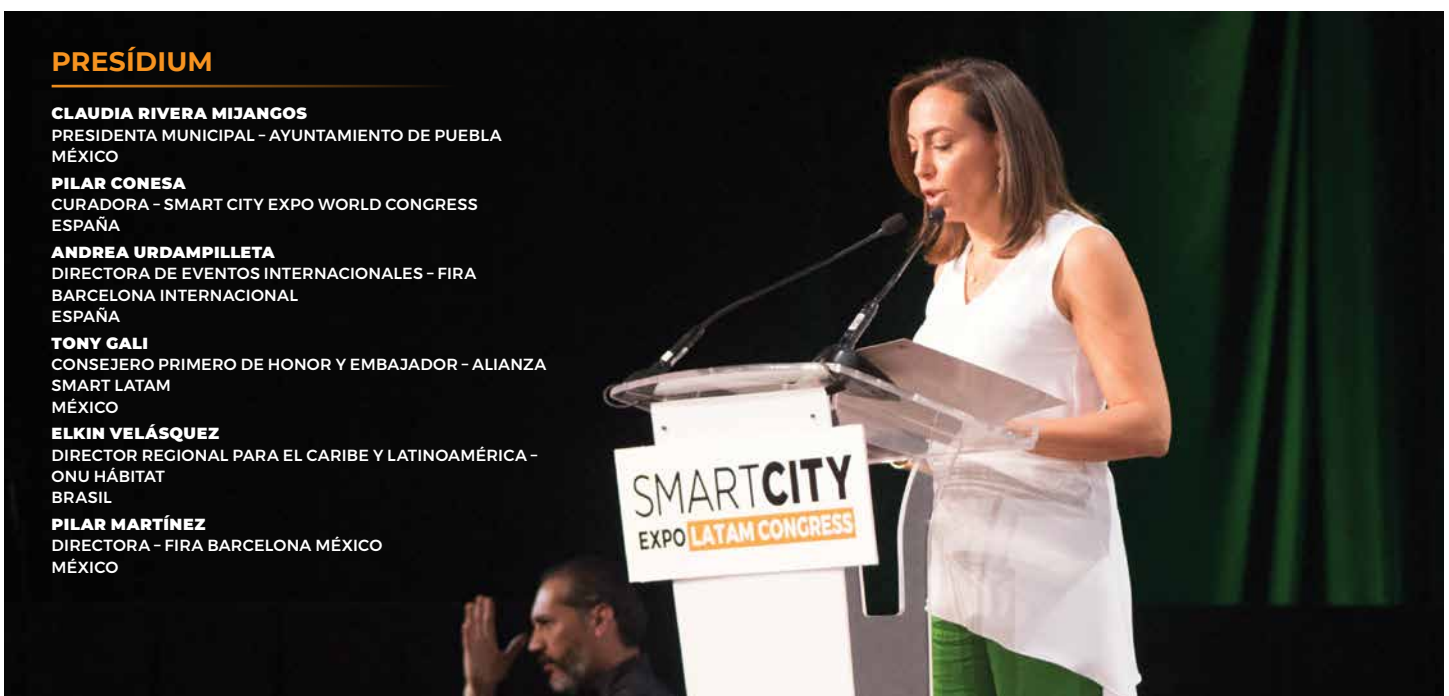 PRESÍDIUM
CLAUDIA RIVERA MIJANGOS
PRESIDENTA MUNICIPAL – AYUNTAMIENTO DE PUEBLA
MÉXICO
PILAR CONESA
CURADORA – SMART CITY EXPO WORLD CONGRESS
ESPAÑA
ANDREA URDAMPILLETA
DIRECTORA DE EVENTOS INTERNACIONALES – FIRA
BARCELONA INTERNACIONAL
ESPAÑA
TONY GALI
CONSEJERO PRIMERO DE HONOR Y EMBAJADOR – ALIANZA
SMART LATAM
MÉXICO
ELKIN VELÁSQUEZ
DIRECTOR REGIONAL PARA EL CARIBE Y LATINOAMÉRICA –
ONU HÁBITAT
BRASIL
PILAR MARTÍNEZ
DIRECTORA – FIRA BARCELONA MÉXICO
MÉXICO
SMARTCITY
EXPO LATAM CONGRESS